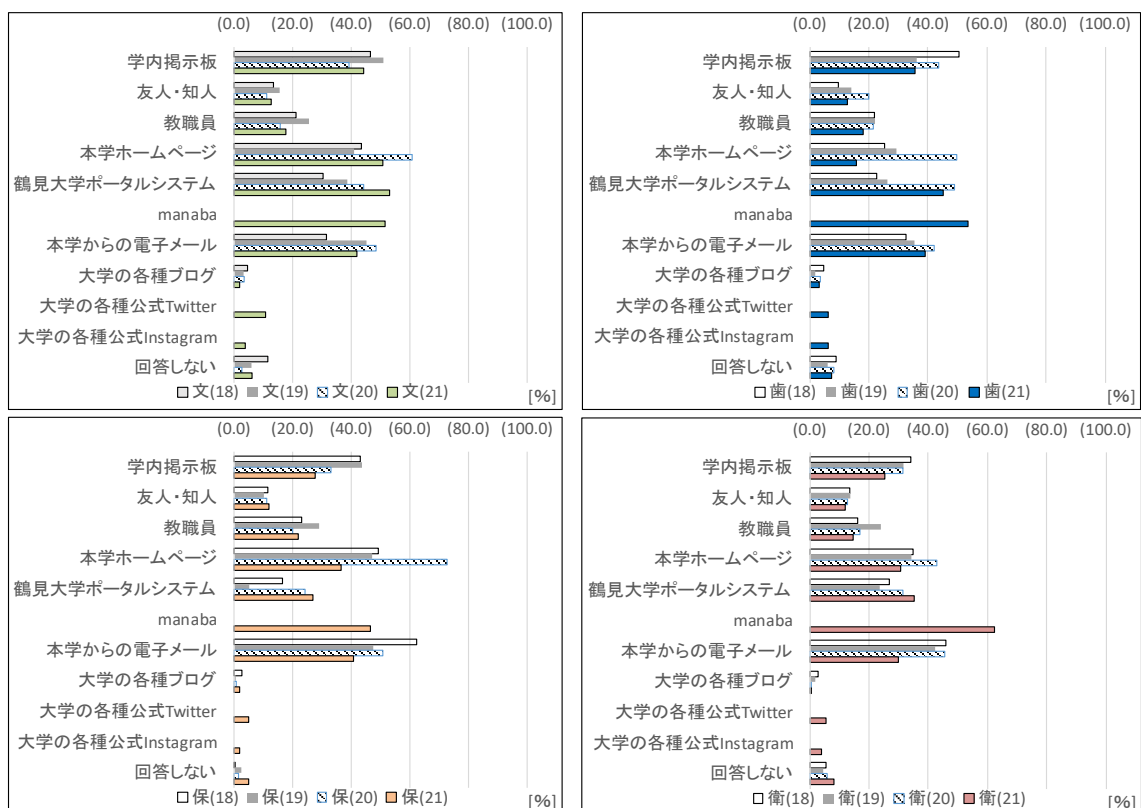 (0.0) (20.0) (40.0) (60.0) (80.0) (100.0)
学内掲示板
友人・知人
教職員
本学ホームページ
鶴見大学ポータルシステム
manaba
本学からの電子メール
大学の各種ブログ
大学の各種公式Twitter
大学の各種公式Instagram
回答しない
文(18) 文(19) 文(20) 文(21)
[%]
(0.0) (20.0) (40.0) (60.0) (80.0) (100.0)
学内掲示板
友人・知人
教職員
本学ホームページ
鶴見大学ポータルシステム
manaba
本学からの電子メール
大学の各種ブログ
大学の各種公式Twitter
大学の各種公式Instagram
回答しない
歯(18) 歯(19) 歯(20) 歯(21)
[%]
(0.0) (20.0) (40.0) (60.0) (80.0) (100.0)
学内掲示板
友人・知人
教職員
本学ホームページ
鶴見大学ポータルシステム
manaba
本学からの電子メール
大学の各種ブログ
大学の各種公式Twitter
大学の各種公式Instagram
回答しない
保(18) 保(19) 保(20) 保(21)
[%]
(0.0) (20.0) (40.0) (60.0) (80.0) (100.0)
学内掲示板
友人・知人
教職員
本学ホームページ
鶴見大学ポータルシステム
manaba
本学からの電子メール
大学の各種ブログ
大学の各種公式Twitter
大学の各種公式Instagram
回答しない
衛(18) 衛(19) 衛(20) 衛(21)
[%]